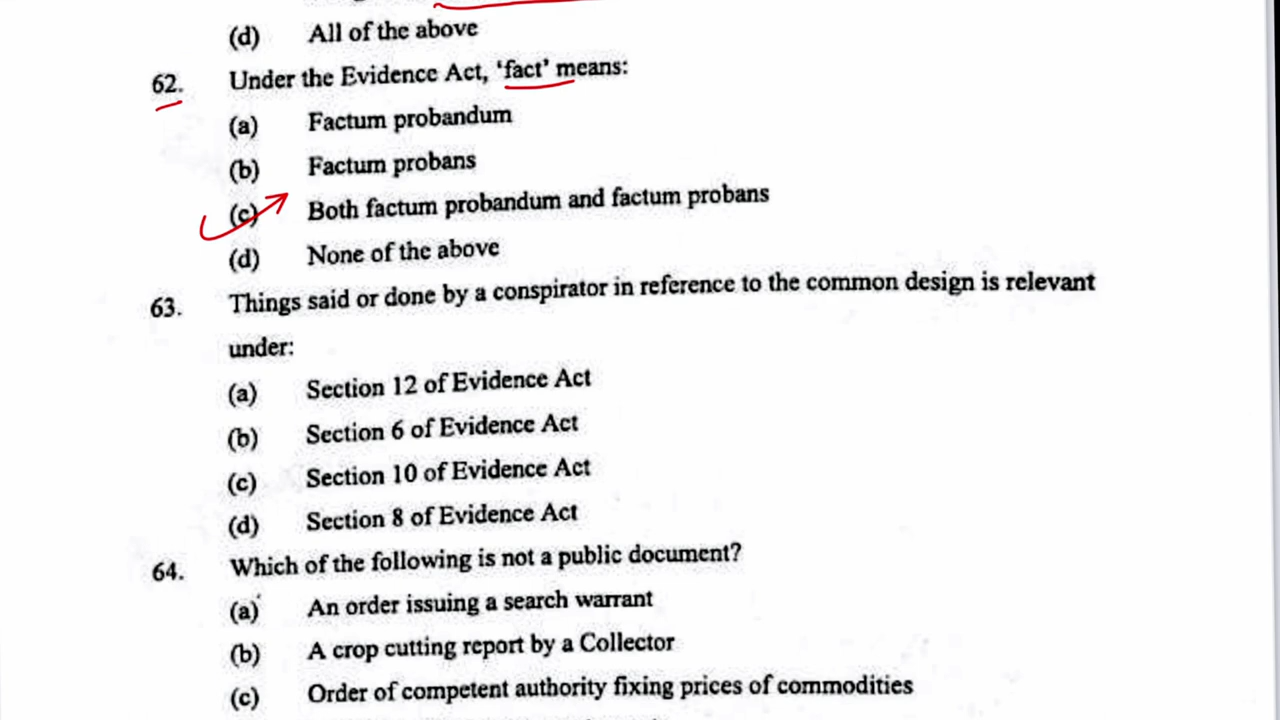 (d) All of the above
62. Under the Evidence Act, 'fact' means:
(a) Factum probandum
(b) Factum probans
(c) Both factum probandum and factum probans
(d) None of the above
63. Things said or done by a conspirator in reference to the common design is relevant
under:
(a) Section 12 of Evidence Act
(b) Section 6 of Evidence Act
(c) Section 10 of Evidence Act
(d) Section 8 of Evidence Act
64. Which of the following is not a public document?
(a) An order issuing a search warrant
(b) A crop cutting report by a Collector
(c) Order of competent authority fixing prices of commodities